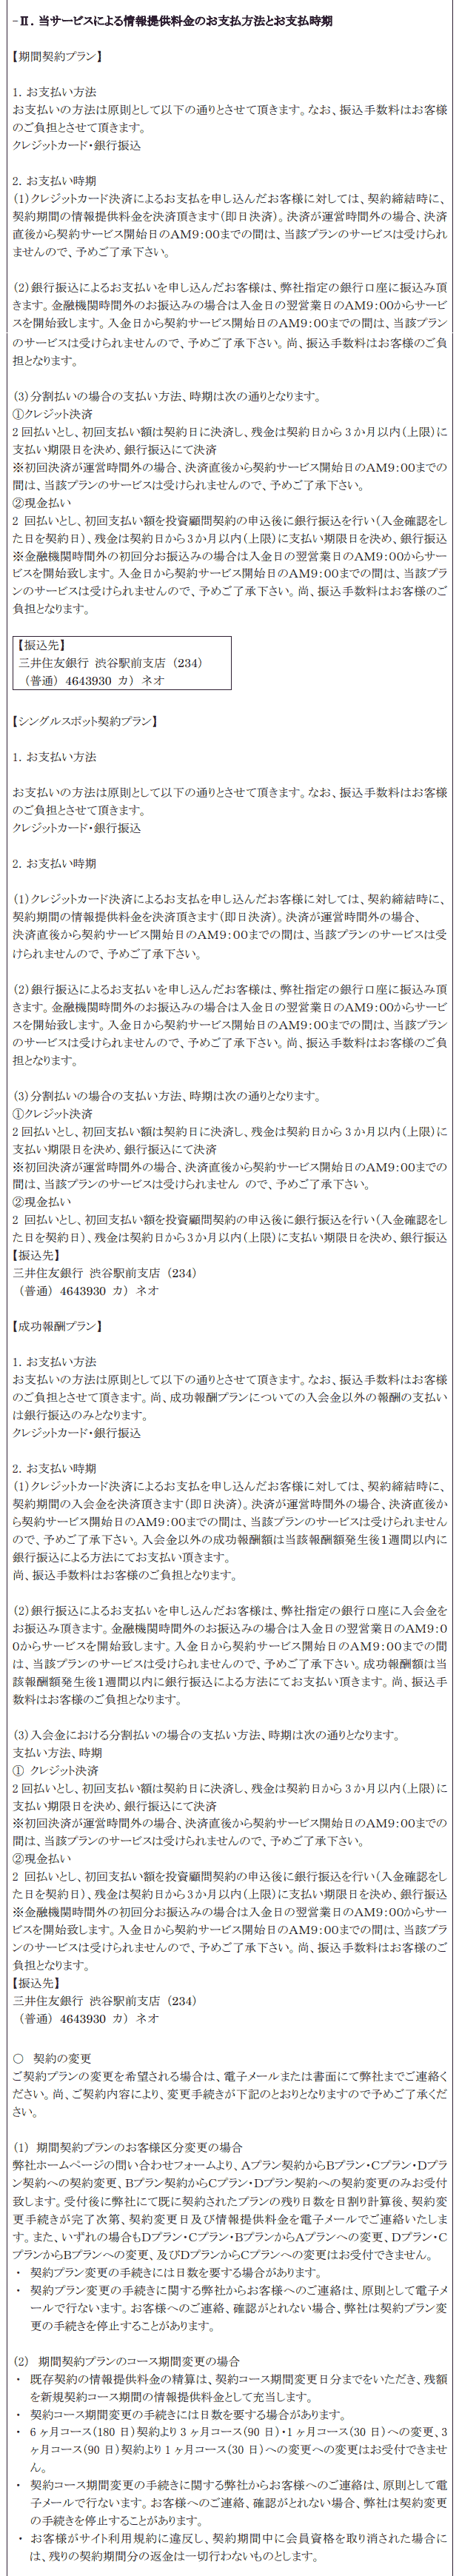 -Ⅱ. 当サービスによる情報提供料金のお支払方法とお支払時期
【期間契約プラン】
1. お支払い方法
お支払いの方法は原則として以下の通りとさせて頂きます。なお、振込手数料はお客様
のご負担とさせて頂きます。
クレジットカード・銀行振込
2. お支払い時期
(1)クレジットカード決済によるお支払を申し込んだお客様に対しては、契約締結時に、
契約期間の情報提供料金を決済頂きます(即日決済)。決済が運営時間外の場合、決済
直後から契約サービス開始日のAM9:00までの間は、当該プランのサービスは受けられ
ませんので、予めご了承下さい。
(2)銀行振込によるお支払いを申し込んだお客様は、弊社指定の銀行口座に振込み頂
きます。金融機関時間外のお振込みの場合は入金日の翌営業日のAM9:00からサービ
スを開始致します。入金日から契約サービス開始日のAM9:00までの間は、当該プラン
のサービスは受けられませんので、予めご了承下さい。尚、振込手数料はお客様のご負
担となります。
(3)分割払いの場合の支払い方法、時期は次の通りとなります。
①クレジット決済
2回払いとし、初回支払い額は契約日に決済し、残金は契約日から3か月以内(上限)に
支払い期限日を決め、銀行振込にて決済
※初回決済が運営時間外の場合、決済直後から契約サービス開始日のAM9:00までの
間は、当該プランのサービスは受けられませんので、予めご了承下さい。
②現金払い
2 回払いとし、初回支払い額を投資顧問契約の申込後に銀行振込を行い(入金確認をし
た日を契約日)、残金は契約日から3か月以内(上限)に支払い期限日を決め、銀行振込
※金融機関時間外の初回分お振込みの場合は入金日の翌営業日のAM9:00からサー
ビスを開始致します。入金日から契約サービス開始日のAM9:00までの間は、当該プラ
ンのサービスは受けられませんので、予めご了承下さい。尚、振込手数料はお客様のご
負担となります。
【振込先】
三井住友銀行 渋谷駅前支店 (234)
(普通) 4643930 カ) ネオ
【シングルスポット契約プラン】
1. お支払い方法
お支払いの方法は原則として以下の通りとさせて頂きます。なお、振込手数料はお客様
のご負担とさせて頂きます。
クレジットカード・銀行振込
2. お支払い時期
(1)クレジットカード決済によるお支払を申し込んだお客様に対しては、契約締結時に、
契約期間の情報提供料金を決済頂きます(即日決済)。決済が運営時間外の場合、
決済直後から契約サービス開始日のAM9:00までの間は、当該プランのサービスは受
けられませんので、予めご了承下さい。
(2)銀行振込によるお支払いを申し込んだお客様は、弊社指定の銀行口座に振込み頂
きます。金融機関時間外のお振込みの場合は入金日の翌営業日のAM9:00からサービ
スを開始致します。入金日から契約サービス開始日のAM9:00までの間は、当該プラン
のサービスは受けられませんので、予めご了承下さい。尚、振込手数料はお客様のご負
担となります。
(3)分割払いの場合の支払い方法、時期は次の通りとなります。
①クレジット決済
2回払いとし、初回支払い額は契約日に決済し、残金は契約日から3か月以内(上限)に
支払い期限日を決め、銀行振込にて決済
※初回決済が運営時間外の場合、決済直後から契約サービス開始日のAM9:00までの
間は、当該プランのサービスは受けられません ので、予めご了承下さい。
②現金払い
2 回払いとし、初回支払い額を投資顧問契約の申込後に銀行振込を行い(入金確認をし
た日を契約日)、残金は契約日から3か月以内(上限)に支払い期限日を決め、銀行振込
【振込先】
三井住友銀行 渋谷駅前支店 (234)
(普通) 4643930 カ) ネオ
【成功報酬プラン】
1. お支払い方法
お支払いの方法は原則として以下の通りとさせて頂きます。なお、振込手数料はお客様
のご負担とさせて頂きます。尚、成功報酬プランについての入会金以外の報酬の支払い
は銀行振込のみとなります。
クレジットカード・銀行振込
2. お支払い時期
(1)クレジットカード決済によるお支払を申し込んだお客様に対しては、契約締結時に、
契約期間の入会金を決済頂きます(即日決済)。決済が運営時間外の場合、決済直後か
ら契約サービス開始日のAM9:00までの間は、当該プランのサービスは受けられません
ので、予めご了承下さい。入会金以外の成功報酬額は当該報酬額発生後1週間以内に
銀行振込による方法にてお支払い頂きます。
尚、振込手数料はお客様のご負担となります。
(2)銀行振込によるお支払いを申し込んだお客様は、弊社指定の銀行口座に入会金を
お振込み頂きます。金融機関時間外のお振込みの場合は入金日の翌営業日のAM9:0
0からサービスを開始致します。入金日から契約サービス開始日のAM9:00までの間
は、当該プランのサービスは受けられませんので、予めご了承下さい。成功報酬額は当
該報酬額発生後1週間以内に銀行振込による方法にてお支払い頂きます。尚、振込手
数料はお客様のご負担となります。
(3)入会金における分割払いの場合の支払い方法、時期は次の通りとなります。
支払い方法、時期
① クレジット決済
2回払いとし、初回支払い額は契約日に決済し、残金は契約日から3か月以内(上限)に
支払い期限日を決め、銀行振込にて決済
※初回決済が運営時間外の場合、決済直後から契約サービス開始日のAM9:00までの
間は、当該プランのサービスは受けられませんので、予めご了承下さい。
②現金払い
2 回払いとし、初回支払い額を投資顧問契約の申込後に銀行振込を行い(入金確認をし
た日を契約日)、残金は契約日から3か月以内(上限)に支払い期限日を決め、銀行振込
※金融機関時間外の初回分お振込みの場合は入金日の翌営業日のAM9:00からサー
ビスを開始致します。入金日から契約サービス開始日のAM9:00までの間は、当該プラ
ンのサービスは受けられませんので、予めご了承下さい。尚、振込手数料はお客様のご
負担となります。
【振込先】
三井住友銀行 渋谷駅前支店 (234)
(普通) 4643930 カ) ネオ
○ 契約の変更
ご契約プランの変更を希望される場合は、電子メールまたは書面にて弊社までご連絡く
ださい。尚、ご契約内容により、変更手続きが下記のとおりとなりますので予めご了承くだ
さい。
(1) 期間契約プランのお客様区分変更の場合
弊社ホームページの問い合わせフォームより、Aプラン契約からBプラン・Cプラン・Dプラ
ン契約への契約変更、Bプラン契約からCプラン・Dプラン契約への契約変更のみお受付
致します。受付後に弊社にて既に契約されたプランの残り日数を日割り計算後、契約変
更手続きが完了次第、契約変更日及び情報提供料金を電子メールでご連絡いたしま
す。また、いずれの場合もDプラン・Cプラン・BプランからAプランへの変更、Dプラン・C
プランからBプランへの変更、及びDプランからCプランへの変更はお受付できません。
・ 契約プラン変更の手続きには日数を要する場合があります。
・ 契約プラン変更の手続きに関する弊社からお客様へのご連絡は、原則として電子メ
ールで行ないます。お客様へのご連絡、確認がとれない場合、弊社は契約プラン変
更の手続きを停止することがあります。
(2) 期間契約プランのコース期間変更の場合
・ 既存契約の情報提供料金の精算は、契約コース期間変更日分までをいただき、残額
を新規契約コース期間の情報提供料金として充当します。
・ 契約コース期間変更の手続きには日数を要する場合があります。
・ 6ヶ月コース(180日)契約より3ヶ月コース(90日)・1ヶ月コース(30日)への変更、3
ヶ月コース(90日)契約より1ヶ月コース(30日)への変更への変更はお受付できませ
ん。
・ 契約コース期間変更の手続きに関する弊社からお客様へのご連絡は、原則として電
子メールで行ないます。お客様へのご連絡、確認がとれない場合、弊社は契約変更
の手続きを停止することがあります。
・ お客様がサイト利用規約に違反し、契約期間中に会員資格を取り消された場合に
は、残りの契約期間分の返金は一切行わないものとします。